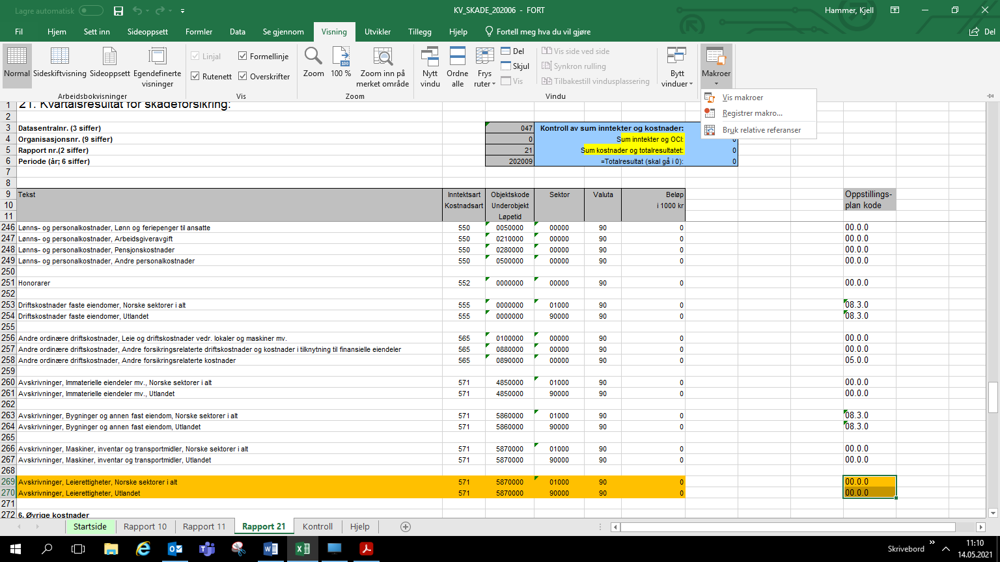 Lagre automatisk
KV_SKADE_202006 - FORT
Hammer, Kjell
Fil Hjem Sett inn Sideoppsett Formler Data Se gjennom Visning Utvikler Tillegg Hjelp Fortell meg hva du vil gjøre Del
Normal Sideskiftvisning Sideoppsett Egendefinerte visninger
Arbeidsbokvisninger
Linjal Formellinje
Rutenett Overskrifter
Vis
Zoom 100 % Zoom inn på merket område
Zoom
Nytt vindu Ordne alle Frys ruter
Del
Skjul
Vis
Vis side ved side
Synkron rulling
Tilbakestill vindusplassering
Bytt vinduer
Vindu
Makroer
Vis makroer
Registrer makro...
Bruk relative referanser
1 21. Kvartalsresultat for skadeforsikring:
2
3 Datasentralnr. (3 siffer) 047 Kontroll av sum inntekter og kostnader:
4 Organisasjonsnr. (9 siffer) 0 Sum inntekter og OCI: 0
5 Rapport nr.(2 siffer) 21 Sum kostnader og totalresultatet: 0
6 Periode (år; 6 siffer) 202009 =Totalresultat (skal gå i 0): 0
7
8
9 Tekst Inntektsart Objektskode Sektor Valuta Beløp Oppstillings-
10 Kostnadsart Underobjekt i 1000 kr plan kode
11 Løpetid
246 Lønns- og personalkostnader, Lønn og feriepenger til ansatte 550 0050000 00000 90 0 00.0.0
247 Lønns- og personalkostnader, Arbeidsgiveravgift 550 0210000 00000 90 0 00.0.0
248 Lønns- og personalkostnader, Pensjonskostnader 550 0280000 00000 90 0 00.0.0
249 Lønns- og personalkostnader, Andre personalkostnader 550 0500000 00000 90 0 00.0.0
250
251 Honorarer 552 0000000 00000 90 0 00.0.0
252
253 Driftskostnader faste eiendomer, Norske sektorer i alt 555 0000000 01000 90 0 08.3.0
254 Driftskostnader faste eiendomer, Utlandet 555 0000000 90000 90 0 08.3.0
255
256 Andre ordinære driftskostnader, Leie og driftskostnader vedr. lokaler og maskiner mv. 565 0100000 00000 90 0 00.0.0
257 Andre ordinære driftskostnader, Andre forsikringsrelaterte driftskostnader og kostnader i tilknytning til finansielle eiendeler 565 0880000 00000 90 0 00.0.0
258 Andre ordinære driftskostnader, Andre forsikringsrelaterte kostnader 565 0890000 00000 90 0 05.0.0
259
260 Avskrivninger, Immaterielle eiendeler mv., Norske sektorer i alt 571 4850000 01000 90 0 00.0.0
261 Avskrivninger, Immaterielle eiendeler mv., Utlandet 571 4850000 90000 90 0 00.0.0
262
263 Avskrivninger, Bygninger og annen fast eiendom, Norske sektorer i alt 571 5860000 01000 90 0 08.3.0
264 Avskrivninger, Bygninger og annen fast eiendom, Utlandet 571 5860000 90000 90 0 08.3.0
265
266 Avskrivninger, Maskiner, inventar og transportmidler, Norske sektorer i alt 571 5870000 01000 90 0 00.0.0
267 Avskrivninger, Maskiner, inventar og transportmidler, Utlandet 571 5870000 90000 90 0 00.0.0
268
269 Avskrivninger, Leierettigheter, Norske sektorer i alt 571 5870000 01000 90 0 00.0.0
270 Avskrivninger, Leierettigheter, Utlandet 571 5870000 90000 90 0 00.0.0
271
272 6. Øvrige kostnader
Startside Rapport 10 Rapport 11 Rapport 21 Kontroll Hjelp
Skrivebord
11:10
14.05.2021